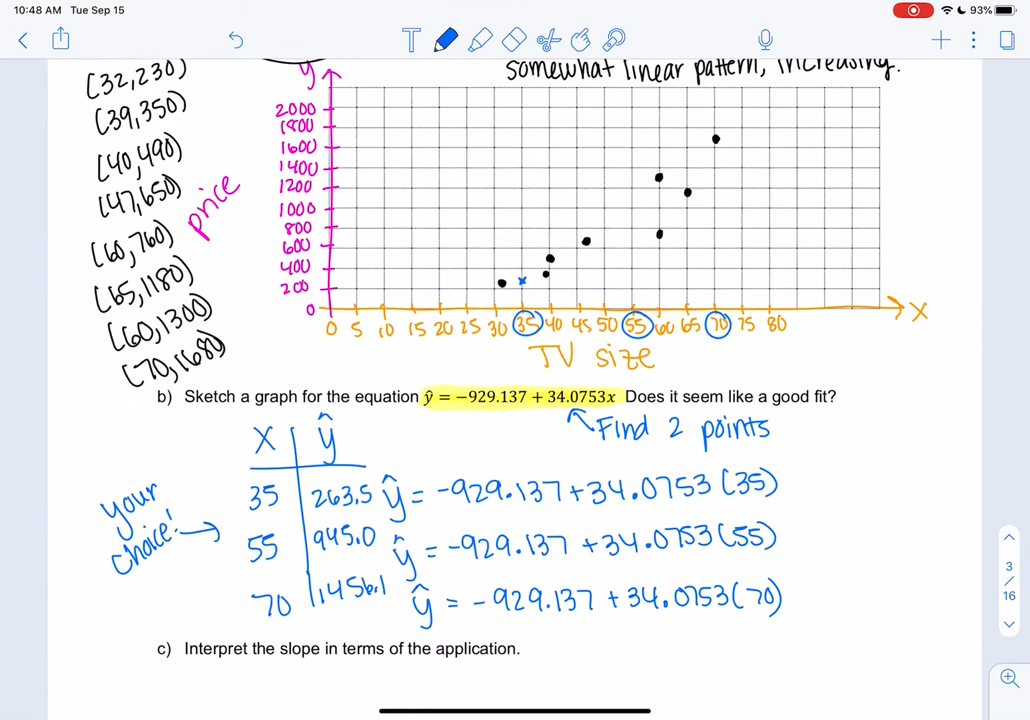 10:48 AM Tue Sep 15
93%
somewhat linear pattern, increasing.
(32,230)
(39,350)
(40,490)
(47,650)
(60,760)
(65,1180)
(60,1300)
(70,1680)
y
2000
1800
1600
1400
1200
1000
800
600
400
200
0
price
0 5 10 15 20 25 30 35 40 45 50 55 60 65 70 75 80
X
TV size
b) Sketch a graph for the equation ŷ = −929.137 + 34.0753x Does it seem like a good fit?
Find 2 points
X ŷ
35 263.5 ŷ = -929.137+34.0753(35)
your choice!
55 945.0 ŷ = -929.137 +34.0753(55)
70 1,456.1 ŷ = -929.137 + 34.0753(70)
c) Interpret the slope in terms of the application.
3
/
16